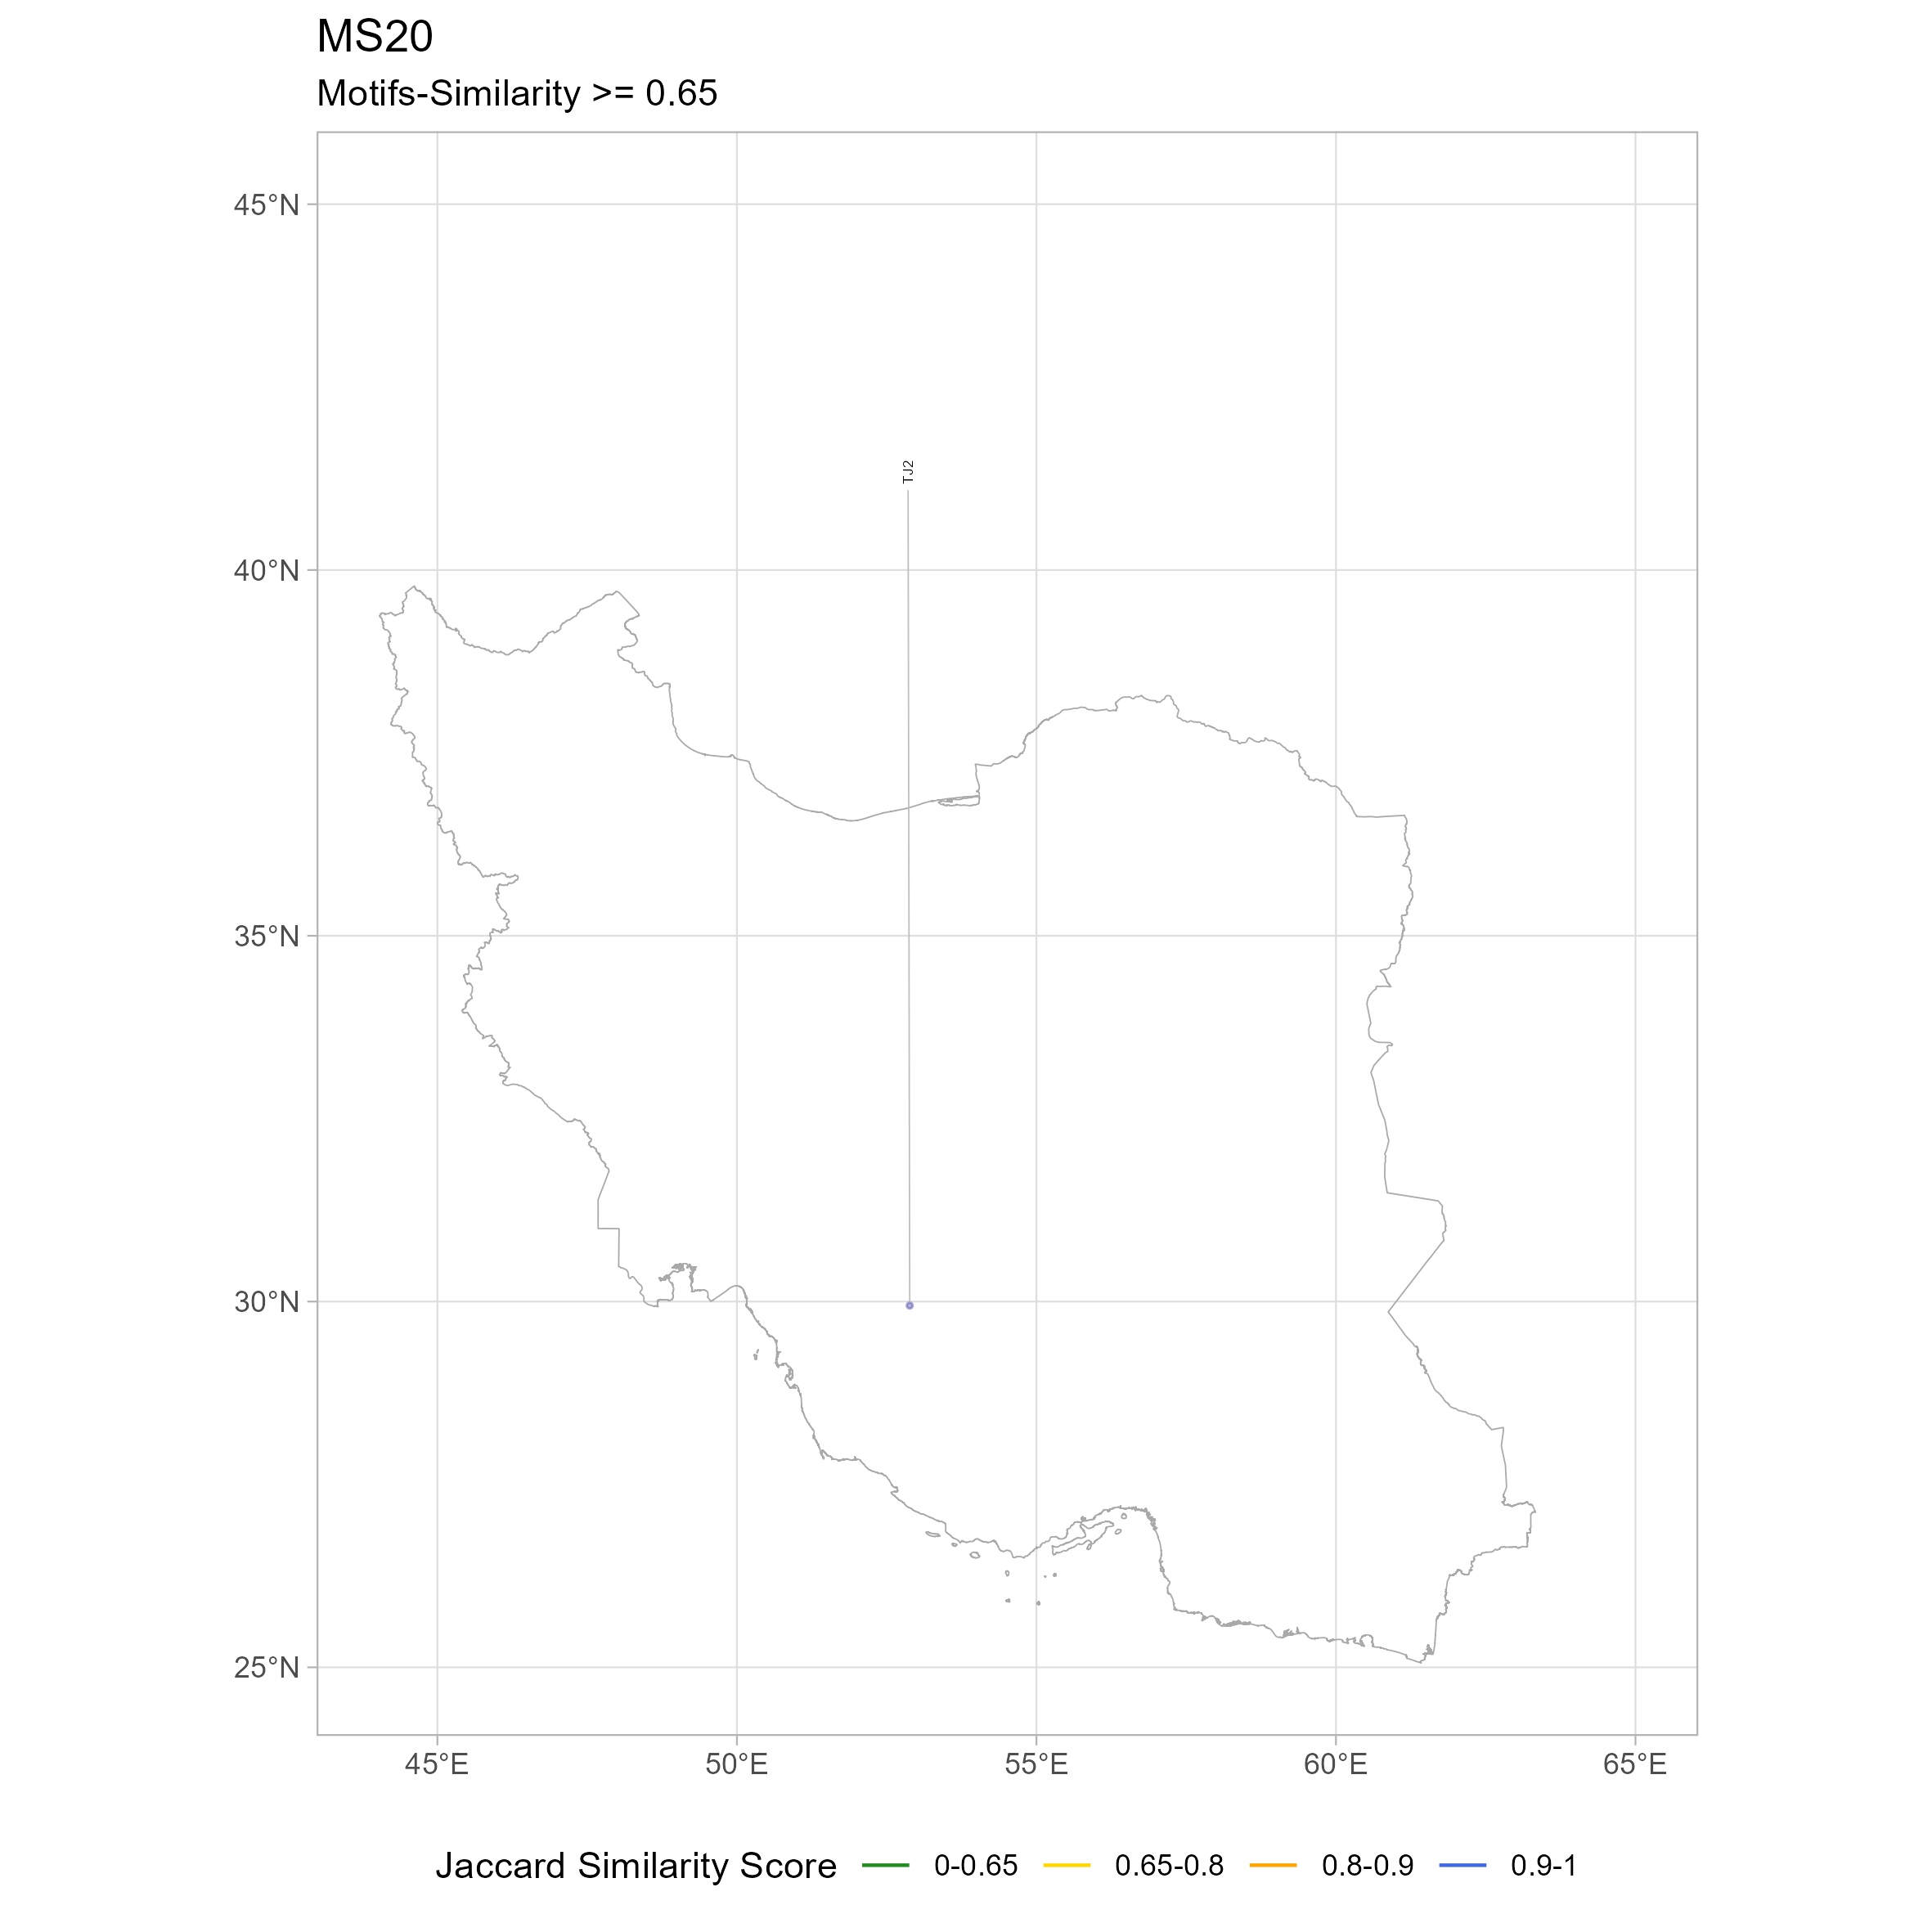 MS20
Motifs-Similarity >= 0.65
45°N
TJ2
40°N
35°N
30°N
25°N
45°E 50°E 55°E 60°E 65°E
Jaccard Similarity Score 0-0.65 0.65-0.8 0.8-0.9 0.9-1